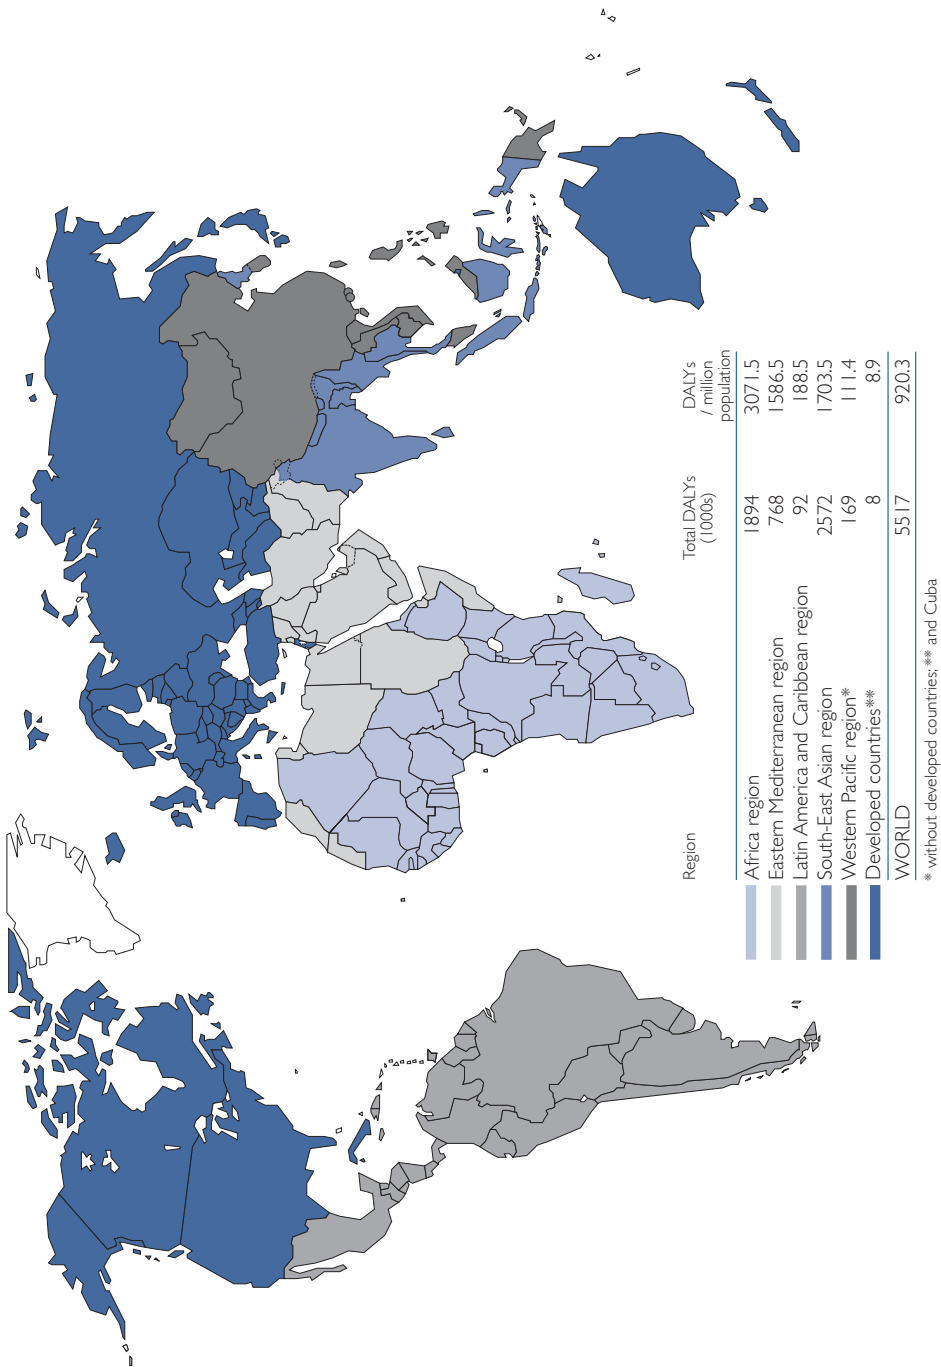 Region Total DALYs (1000s) DALYs / million population
Africa region 1894 3071.5
Eastern Mediterranean region 768 1586.5
Latin America and Caribbean region 92 188.5
South-East Asian region 2572 1703.5
Western Pacific region* 169 111.4
Developed countries** 8 8.9
WORLD 5517 920.3
* without developed countries; ** and Cuba